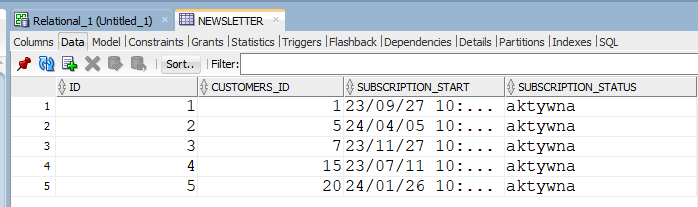 Relational_1 (Untitled_1) × NEWSLETTER ×
Columns Data Model | Constraints | Grants | Statistics | Triggers | Flashback | Dependencies | Details | Partitions | Indexes | SQL
Sort.. Filter:
ID CUSTOMERS_ID SUBSCRIPTION_START SUBSCRIPTION_STATUS
1 1 1 23/09/27 10:... aktywna
2 2 5 24/04/05 10:... aktywna
3 3 7 23/11/27 10:... aktywna
4 4 15 23/07/11 10:... aktywna
5 5 20 24/01/26 10:... aktywna